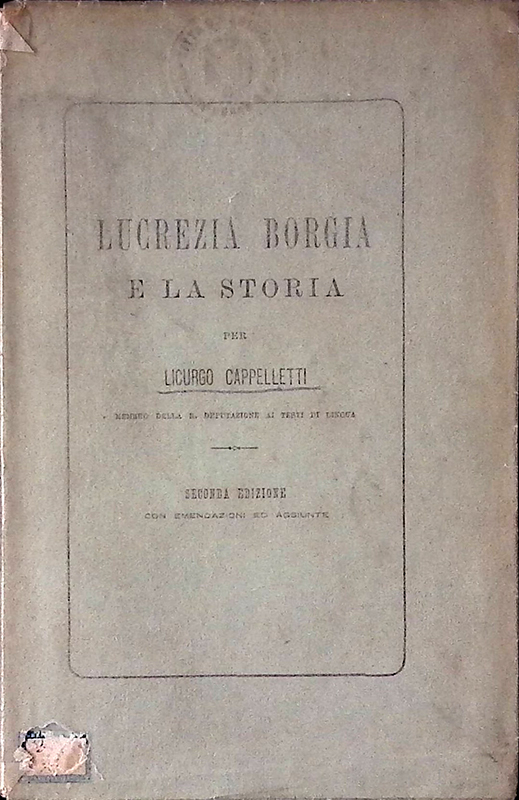 LUCREZIA BORGIA
E LA STORIA
PER
LICURGO CAPPELLETTI
MEMBRO DELLA R. DEPUTAZIONE AI TESTI DI LINGUA
SECONDA EDIZIONE
CON EMENDAZIONI ED AGGIUNTE